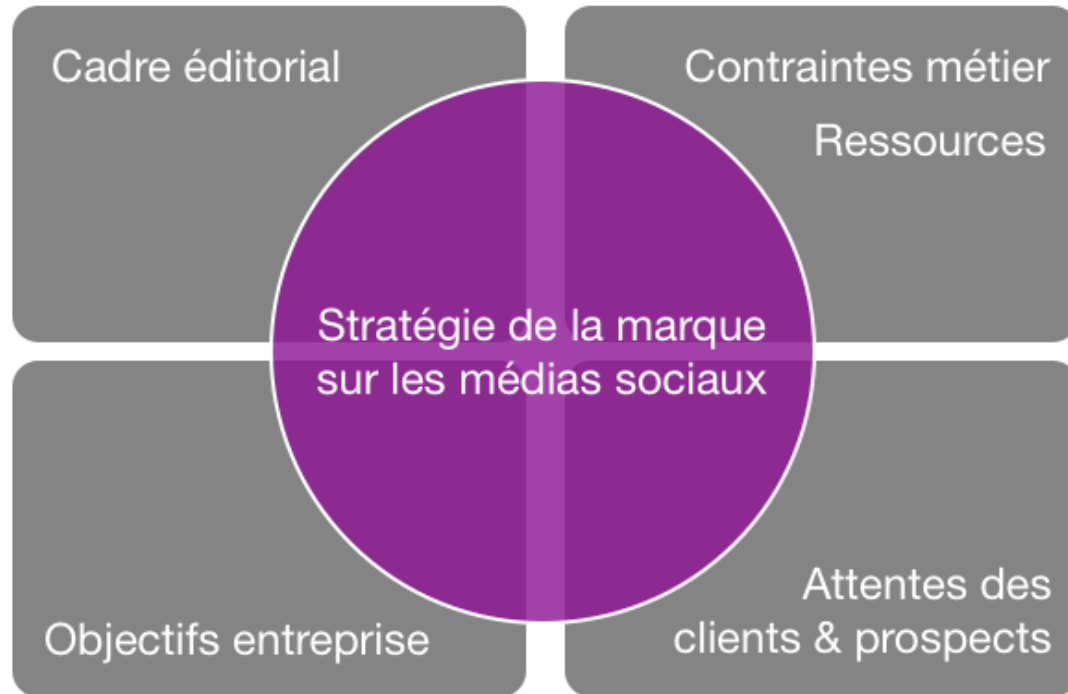 Cadre éditorial
Contraintes métier
Ressources
Stratégie de la marque
sur les médias sociaux
Objectifs entreprise
Attentes des
clients & prospects